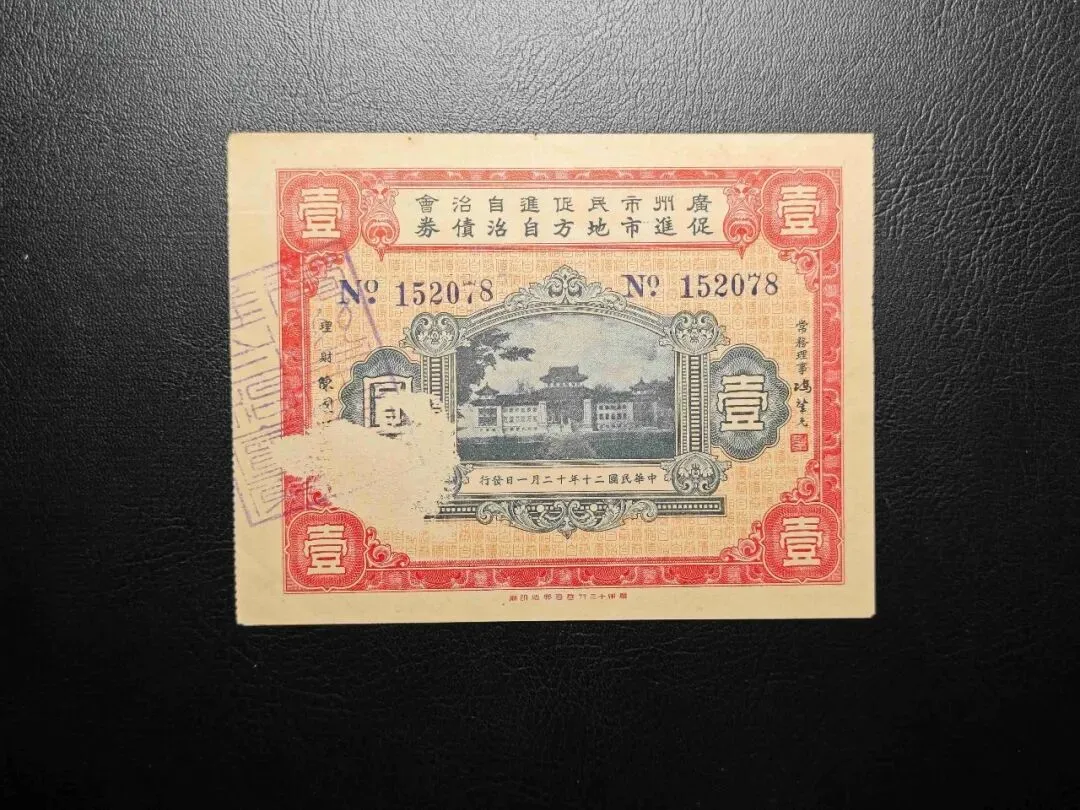 壹 壹
廣州市民促進自治會
促進市地方自治債券
Nº 152078 Nº 152078
常務理事
理財
壹 圓
中華民國二十年十二月一日發行
壹 壹